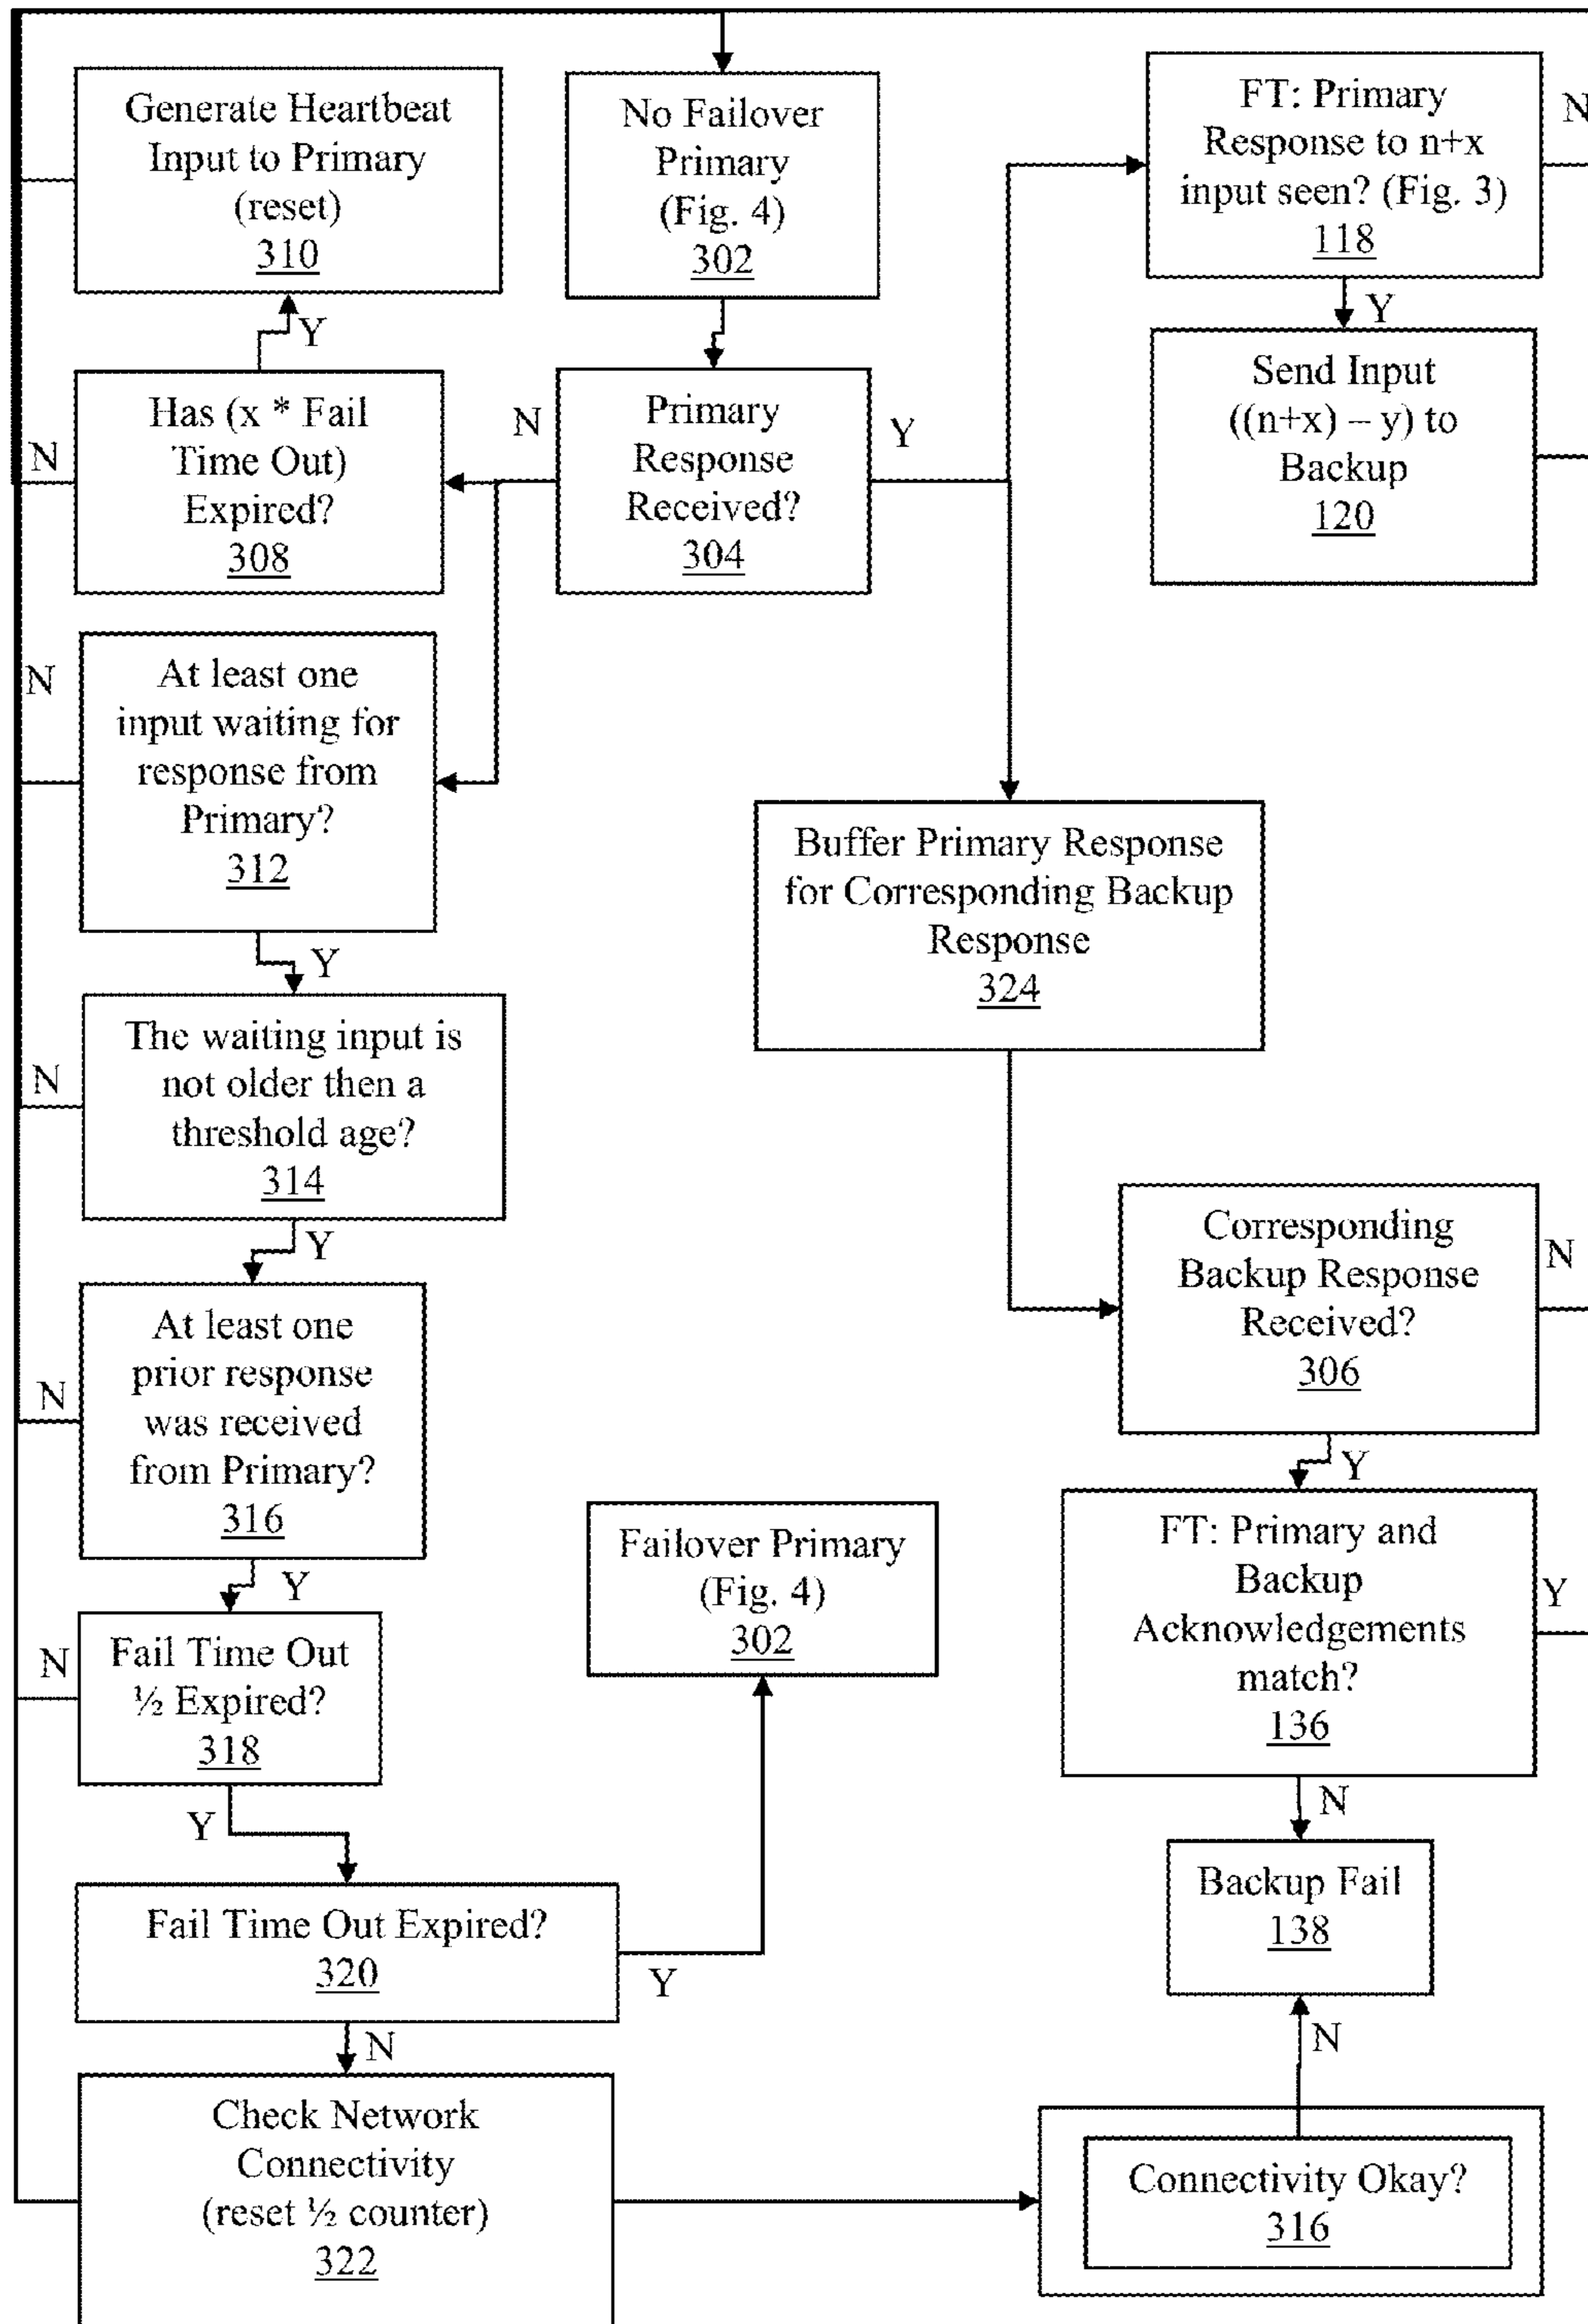 Generate Heartbeat
Input to Primary
(reset)
310
No Failover
Primary
(Fig. 4)
302
FT: Primary
Response to n+x
input seen? (Fig. 3)
118
N
Y
Y
Has (x * Fail
Time Out)
Expired?
308
N
N
Primary
Response
Received?
304
Y
Send Input
((n+x) – y) to
Backup
120
At least one
input waiting for
response from
Primary?
312
N
Y
Buffer Primary Response
for Corresponding Backup
Response
324
The waiting input is
not older then a
threshold age?
314
N
Y
Corresponding
Backup Response
Received?
306
N
Y
At least one
prior response
was received
from Primary?
316
N
Y
Failover Primary
(Fig. 4)
302
FT: Primary and
Backup
Acknowledgements
match?
136
Y
N
Fail Time Out
½ Expired?
318
N
Y
Backup Fail
138
Fail Time Out Expired?
320
Y
N
N
Check Network
Connectivity
(reset ½ counter)
322
Connectivity Okay?
316